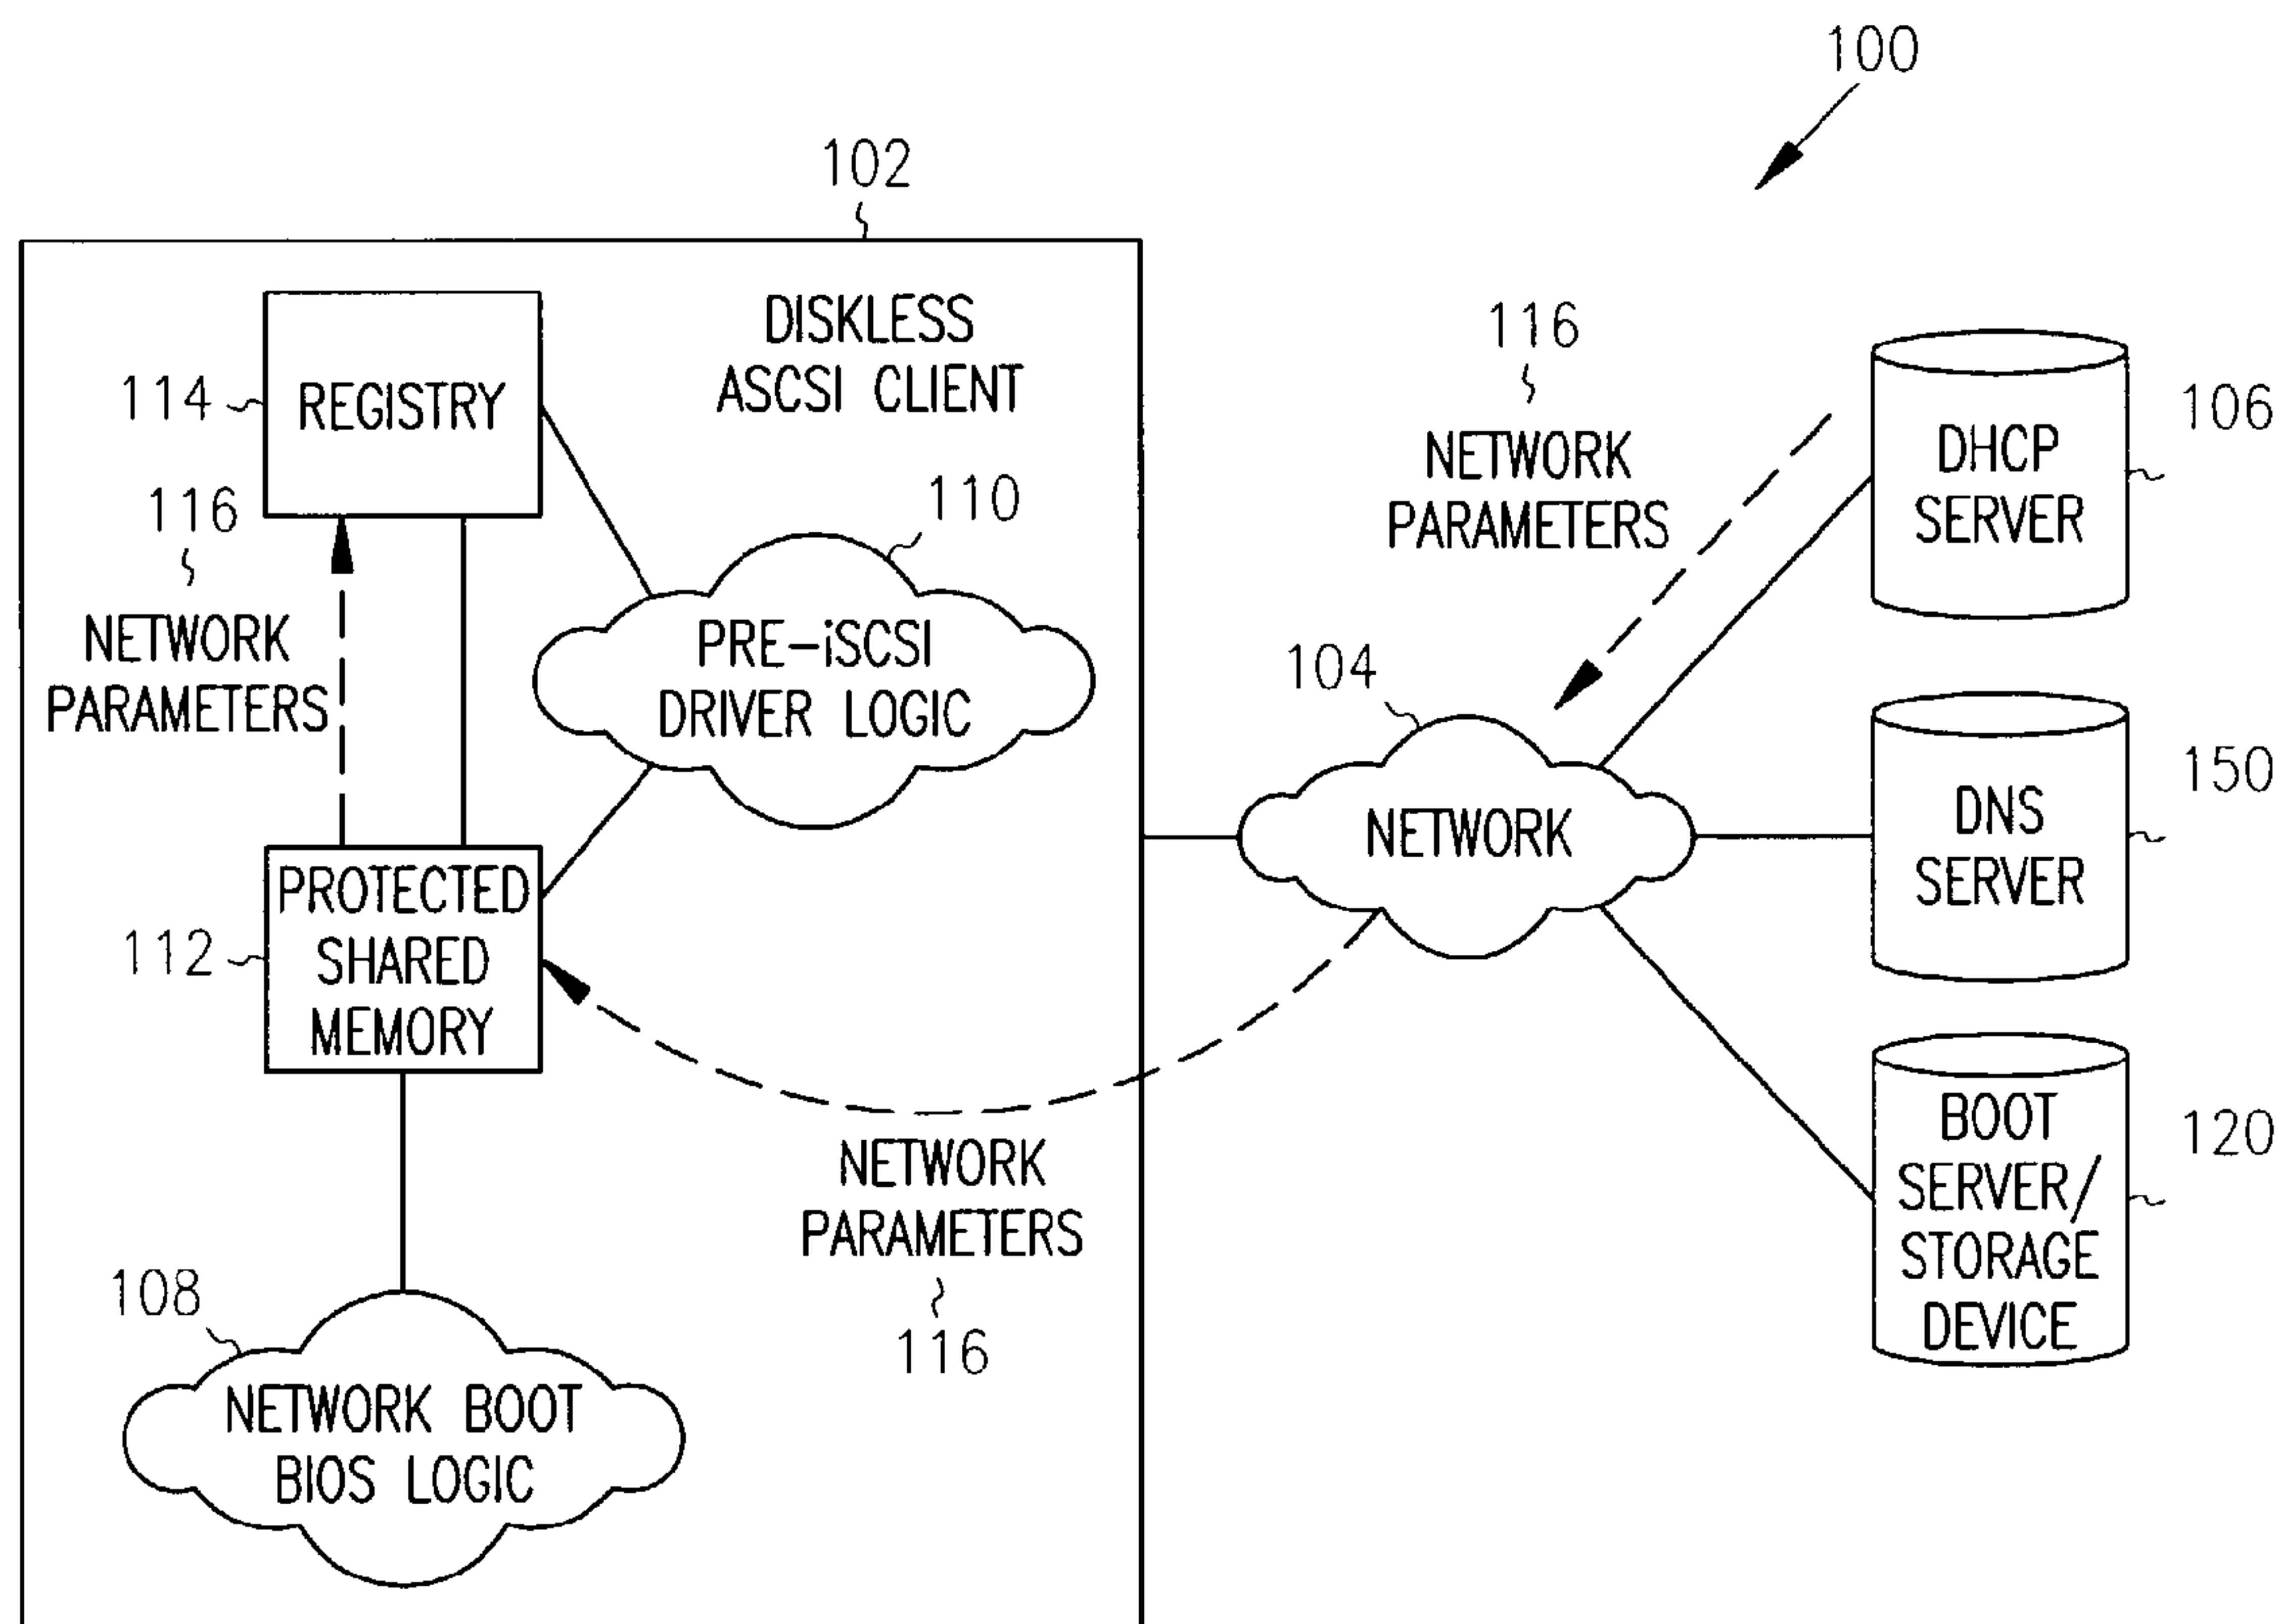 100
102
DISKLESS
ASCSI CLIENT
114
REGISTRY
116
NETWORK
PARAMETERS
110
PRE-iSCSI
DRIVER LOGIC
112
PROTECTED
SHARED
MEMORY
NETWORK
PARAMETERS
116
108
NETWORK BOOT
BIOS LOGIC
116
NETWORK
PARAMETERS
104
NETWORK
DHCP
SERVER
106
DNS
SERVER
150
BOOT
SERVER/
STORAGE
DEVICE
120